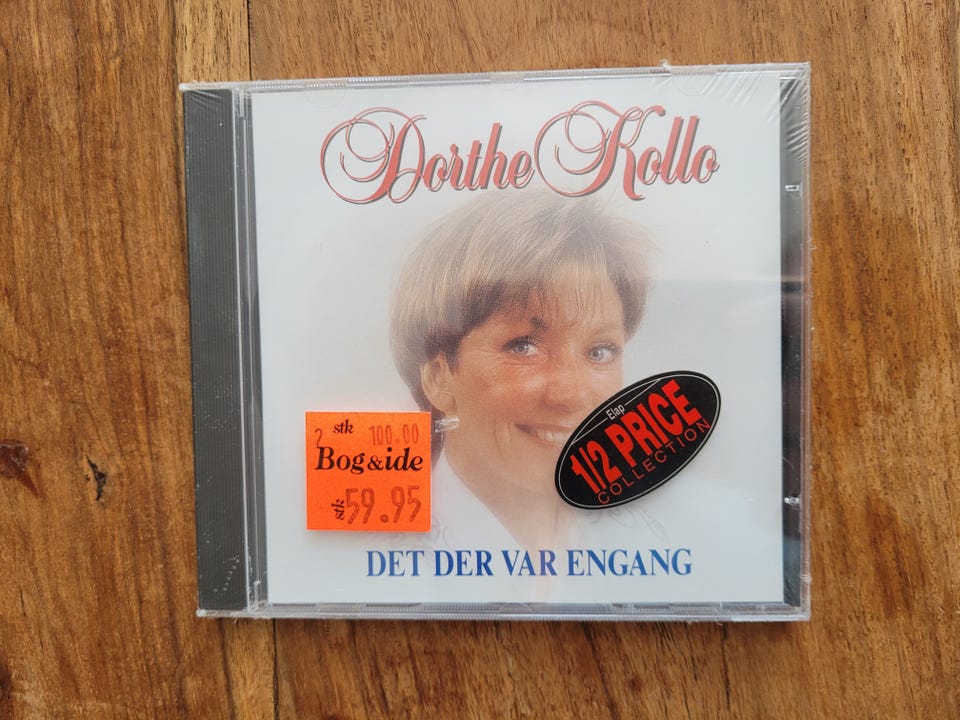 Dorthe Kollo
2 stk 100.00
Bog&ide
stk 59.95
Elap
1/2 PRICE
COLLECTION
DET DER VAR ENGANG